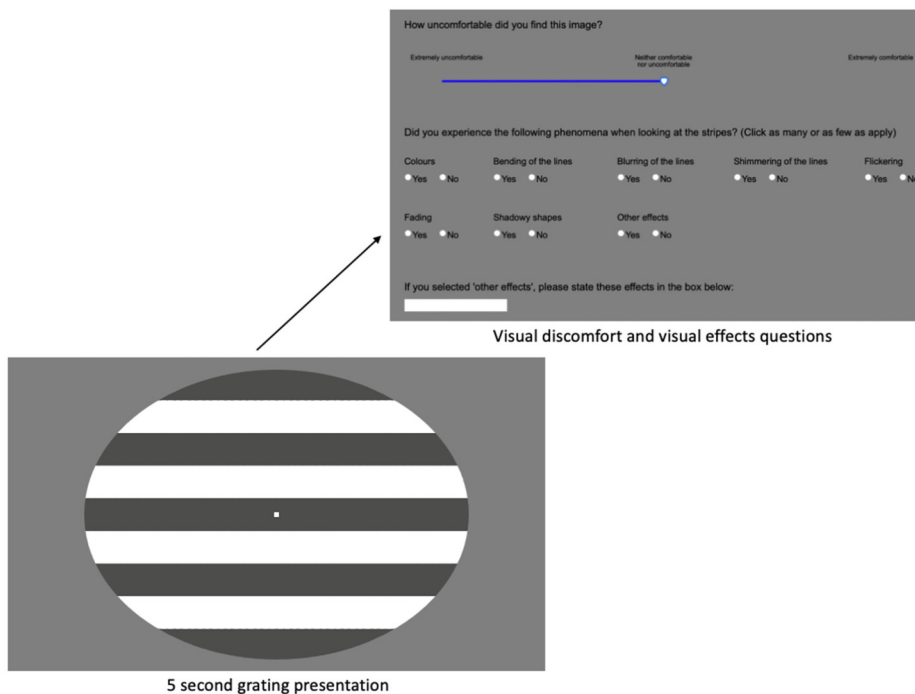 How uncomfortable did you find this image?
Extremely uncomfortable
Neither comfortable
nor uncomfortable
Extremely comfortable
Did you experience the following phenomena when looking at the stripes? (Click as many or as few as apply)
Colours Bending of the lines Blurring of the lines Shimmering of the lines Flickering
Yes No Yes No Yes No Yes No Yes No
Fading Shadowy shapes Other effects
Yes No Yes No Yes No
If you selected 'other effects', please state these effects in the box below:
Visual discomfort and visual effects questions
5 second grating presentation